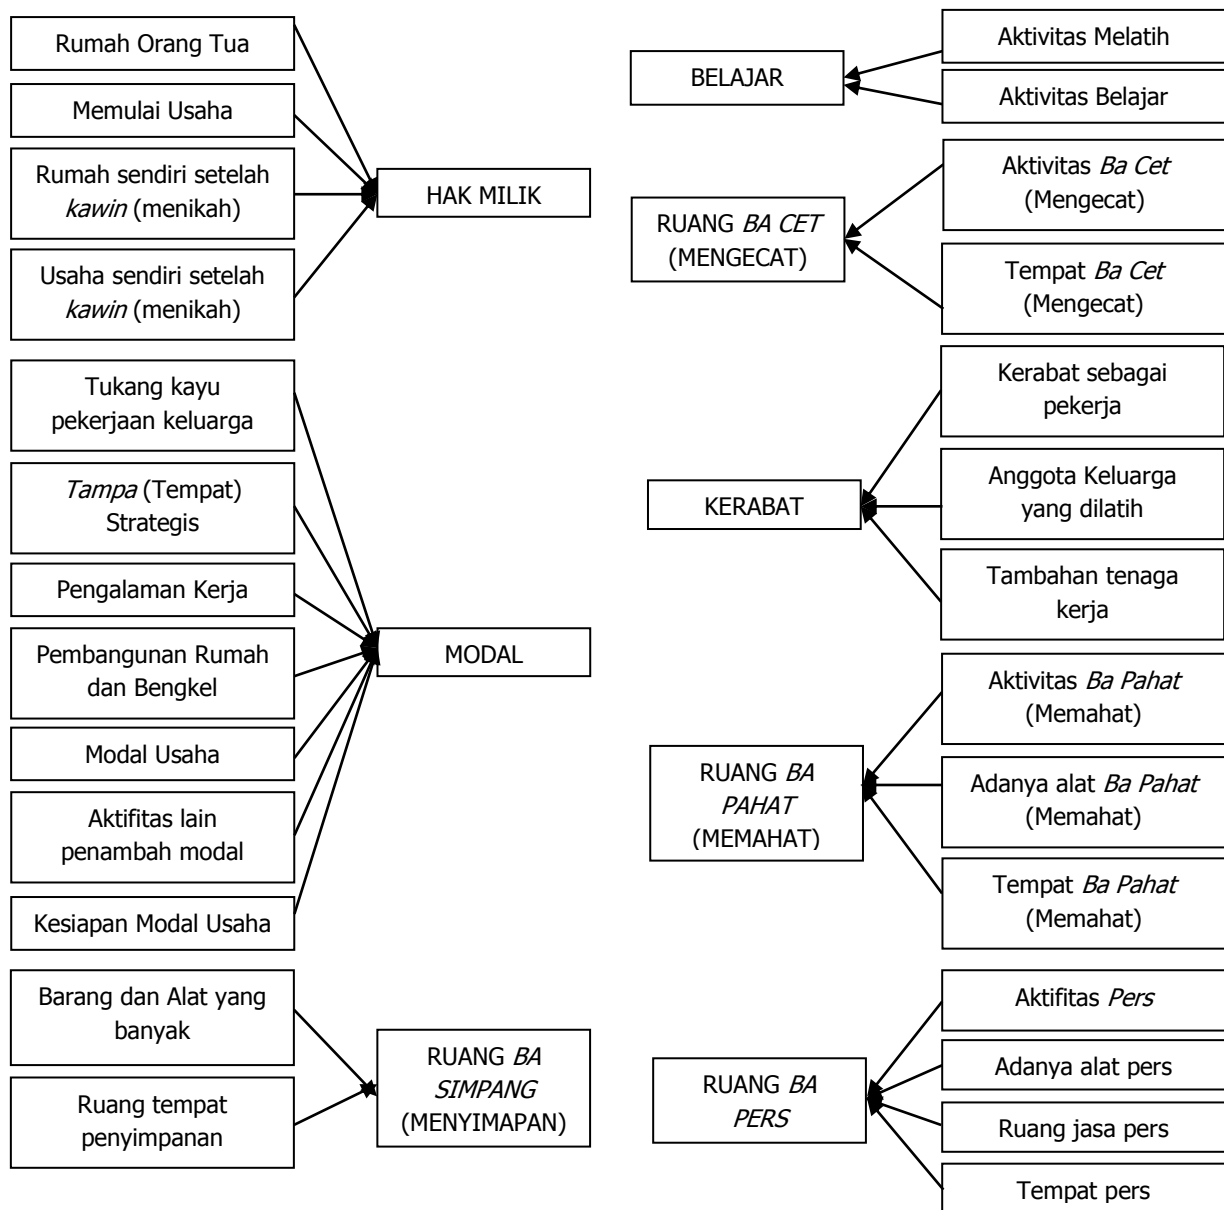 Rumah Orang Tua
Memulai Usaha
Rumah sendiri setelah
kawin (menikah)
Usaha sendiri setelah
kawin (menikah)
HAK MILIK
Tukang kayu
pekerjaan keluarga
Tampa (Tempat)
Strategis
Pengalaman Kerja
Pembangunan Rumah
dan Bengkel
Modal Usaha
Aktifitas lain
penambah modal
Kesiapan Modal Usaha
MODAL
Barang dan Alat yang
banyak
Ruang tempat
penyimpanan
RUANG BA
SIMPANG
(MENYIMAPAN)
BELAJAR
Aktivitas Melatih
Aktivitas Belajar
RUANG BA CET
(MENGECAT)
Aktivitas Ba Cet
(Mengecat)
Tempat Ba Cet
(Mengecat)
KERABAT
Kerabat sebagai
pekerja
Anggota Keluarga
yang dilatih
Tambahan tenaga
kerja
RUANG BA
PAHAT
(MEMAHAT)
Aktivitas Ba Pahat
(Memahat)
Adanya alat Ba Pahat
(Memahat)
Tempat Ba Pahat
(Memahat)
RUANG BA
PERS
Aktifitas Pers
Adanya alat pers
Ruang jasa pers
Tempat pers